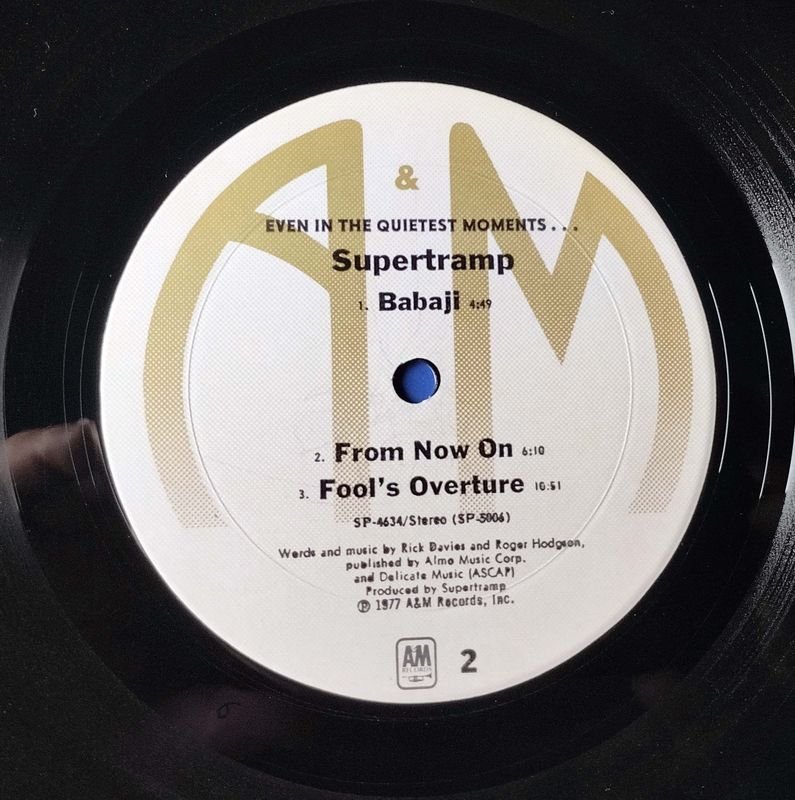 A & M
EVEN IN THE QUIETEST MOMENTS...
Supertramp
1. Babaji 4:49
2. From Now On 6:10
3. Fool's Overture 10:51
SP-4634/Stereo (SP-5006)
Words and music by Rick Davies and Roger Hodgson,
published by Almo Music Corp.
and Delicate Music (ASCAP)
Produced by Supertramp
℗ 1977 A&M Records, Inc.
A&M
RECORDS
2